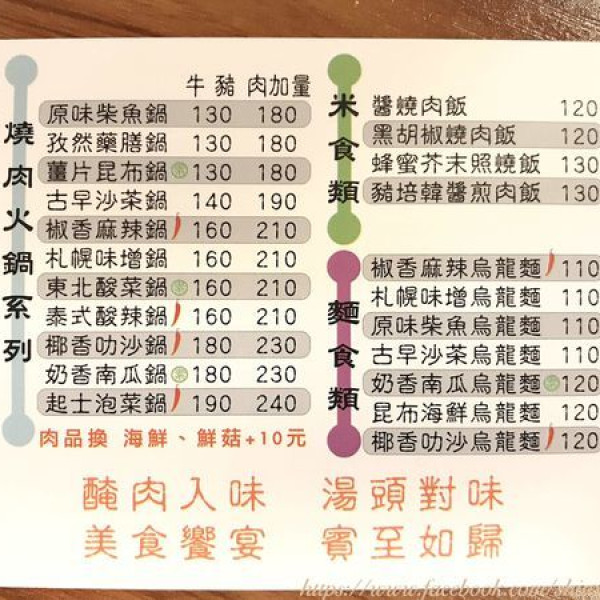 燒肉火鍋系列
牛 豬 肉加量
原味柴魚鍋 130 180
孜然藥膳鍋 130 180
薑片昆布鍋 130 180
古早沙茶鍋 140 190
椒香麻辣鍋 160 210
札幌味增鍋 160 210
東北酸菜鍋 160 210
泰式酸辣鍋 160 210
椰香叻沙鍋 180 230
奶香南瓜鍋 180 230
起士泡菜鍋 190 240
肉品換 海鮮、鮮菇+10元
米食類
醬燒肉飯 120
黑胡椒燒肉飯 120
蜂蜜芥末照燒飯 130
豬培韓醬煎肉飯 130
麵食類
椒香麻辣烏龍麵 110
札幌味增烏龍麵 110
原味柴魚烏龍麵 110
古早沙茶烏龍麵 110
奶香南瓜烏龍麵 120
昆布海鮮烏龍麵 120
椰香叻沙烏龍麵 120
醃肉入味 湯頭對味
美食饗宴 賓至如歸